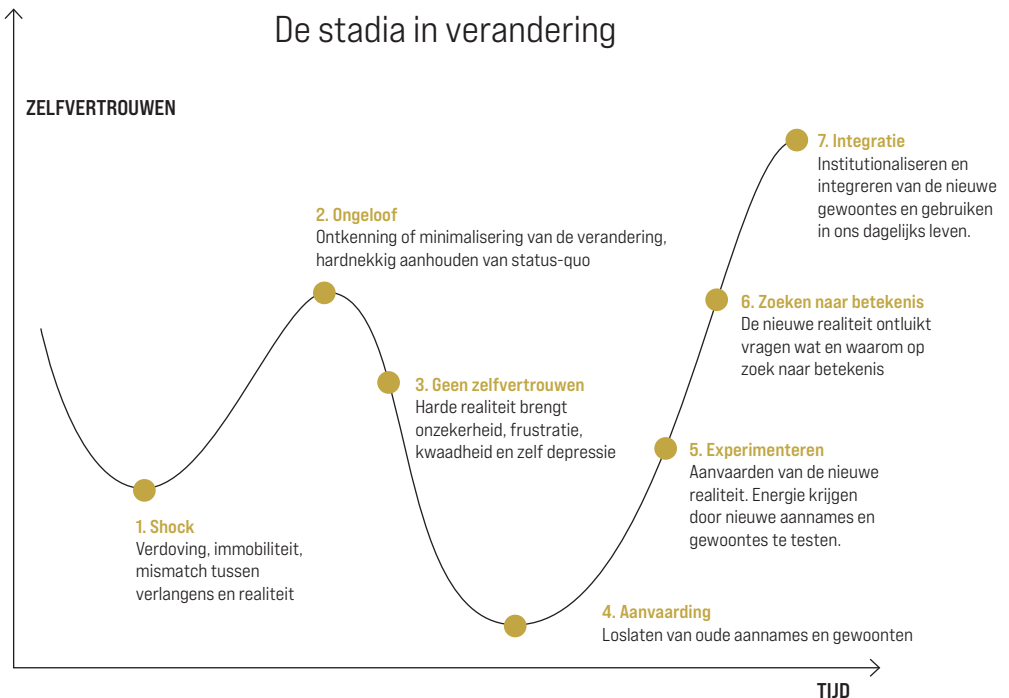 De stadia in verandering
ZELFVERTROUWEN
7. Integratie
Institutionaliseren en
integreren van de nieuwe
gewoontes en gebruiken
in ons dagelijks leven.
2. Ongeloof
Ontkenning of minimalisering van de verandering,
hardnekkig aanhouden van status-quo
6. Zoeken naar betekenis
De nieuwe realiteit ontluikt
vragen wat en waarom op
zoek naar betekenis
3. Geen zelfvertrouwen
Harde realiteit brengt
onzekerheid, frustratie,
kwaadheid en zelf depressie
5. Experimenteren
Aanvaarden van de nieuwe
realiteit. Energie krijgen
door nieuwe aannames en
gewoontes te testen.
1. Shock
Verdoving, immobiliteit,
mismatch tussen
verlangens en realiteit
4. Aanvaarding
Loslaten van oude aannames en gewoonten
TIJD